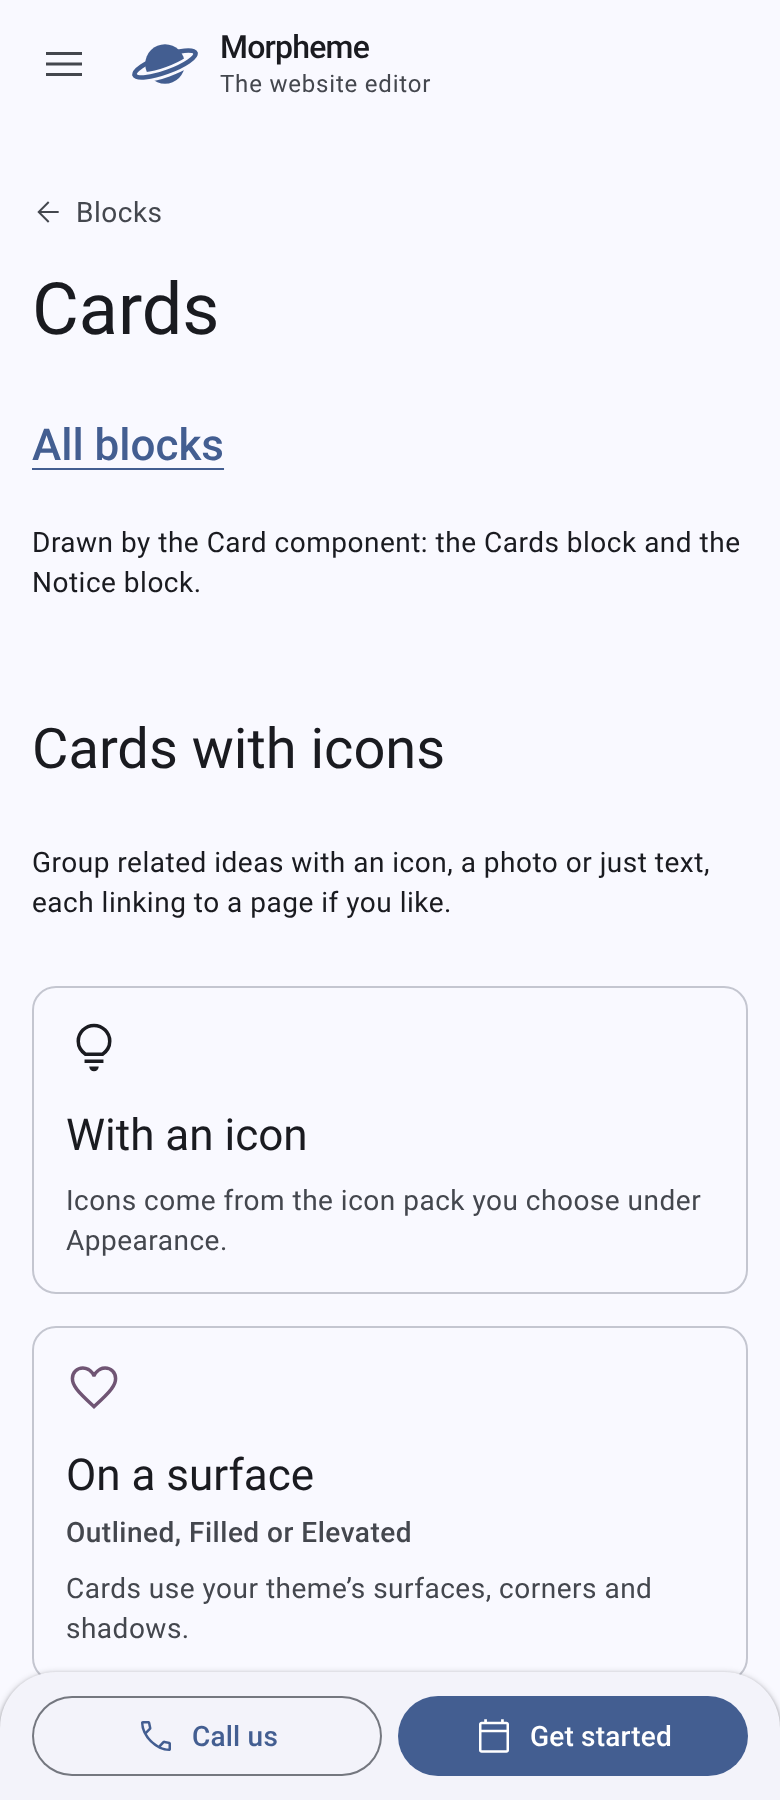 Morpheme
The website editor
Blocks
Cards
All blocks
Drawn by the Card component: the Cards block and the
Notice block.
Cards with icons
Group related ideas with an icon, a photo or just text,
each linking to a page if you like.
With an icon
Icons come from the icon pack you choose under
Appearance.
On a surface
Outlined, Filled or Elevated
Cards use your theme’s surfaces, corners and
shadows.
Call us
Get started